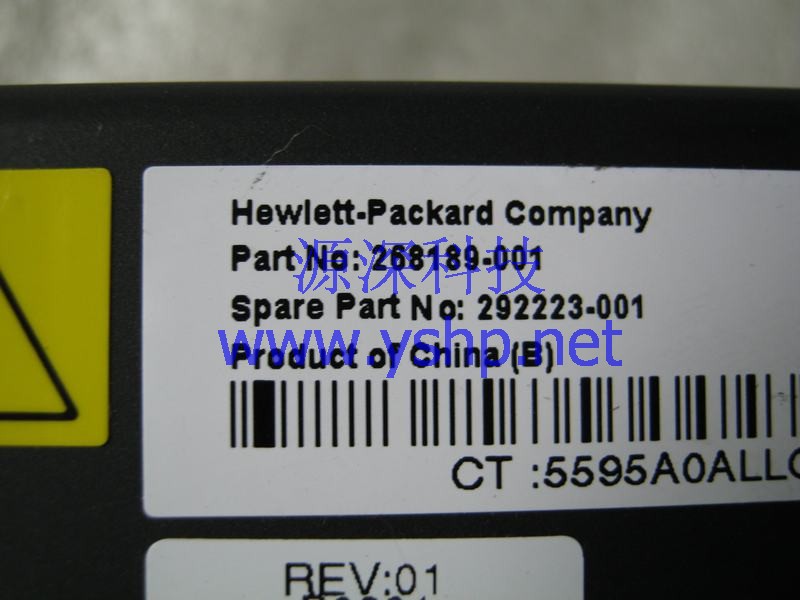 Hewlett-Packard Company
Part No: 268189-001
源深科技
Spare Part No: 292223-001
www.yshp.net
Product of China (B)
CT :5595A0ALL
REV:01